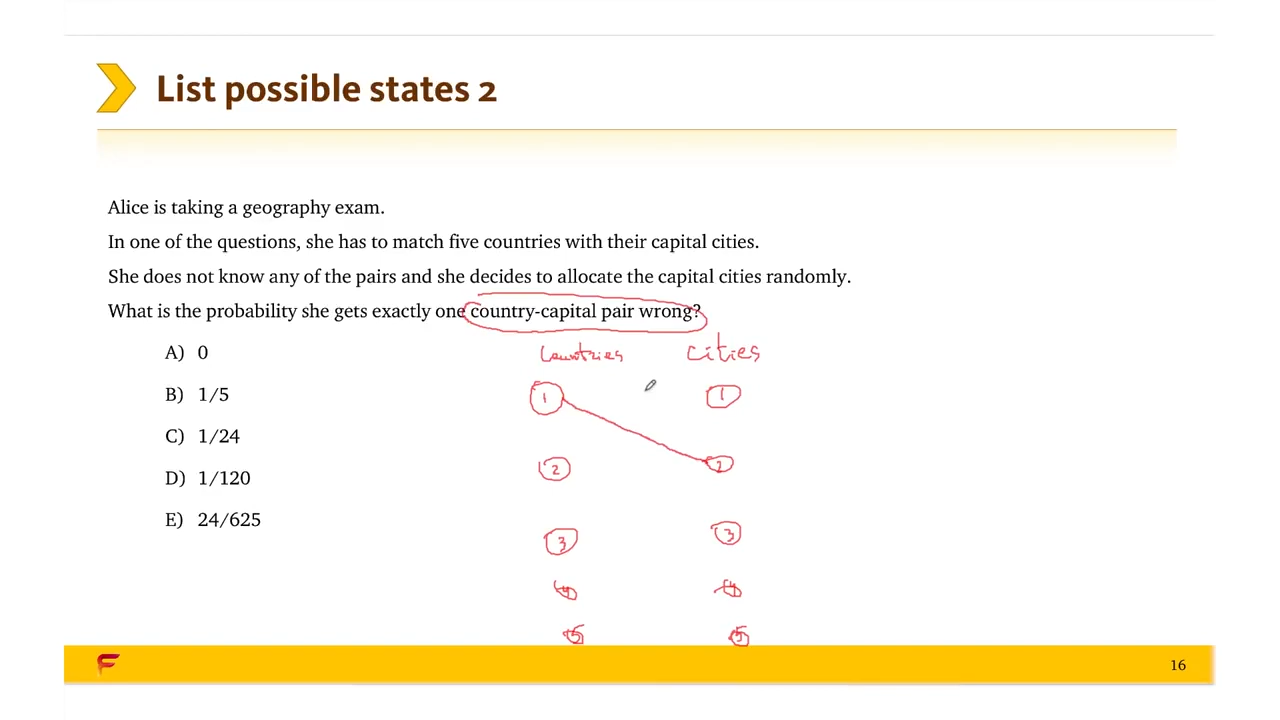 List possible states 2
Alice is taking a geography exam.
In one of the questions, she has to match five countries with their capital cities.
She does not know any of the pairs and she decides to allocate the capital cities randomly.
What is the probability she gets exactly one country-capital pair wrong?
A) 0
B) 1/5
C) 1/24
D) 1/120
E) 24/625
Countries cities
1 1
2 2
3 3
4 4
5 5
16